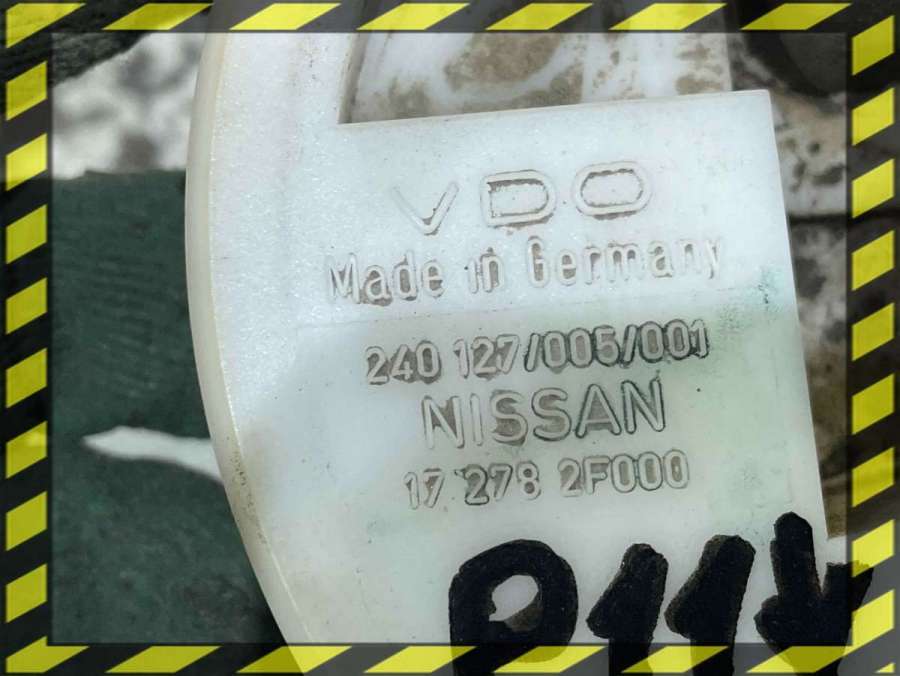 VDO
Made in Germany
240 127/005/001
NISSAN
17 278 2F000